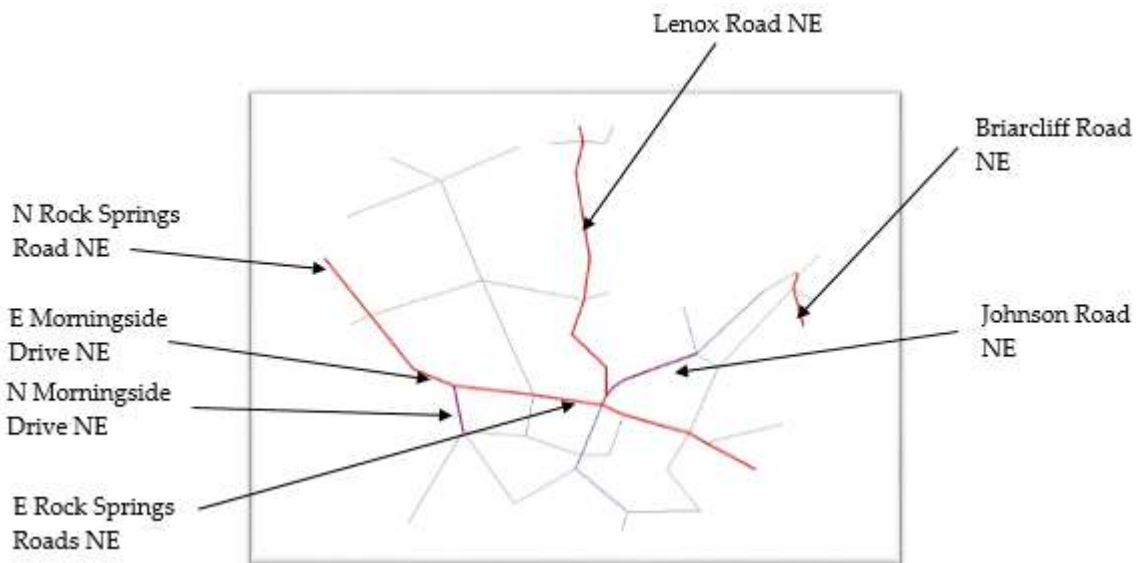 Lenox Road NE
Briarcliff Road
NE
N Rock Springs
Road NE
E Morningside
Drive NE
Johnson Road
NE
N Morningside
Drive NE
E Rock Springs
Roads NE